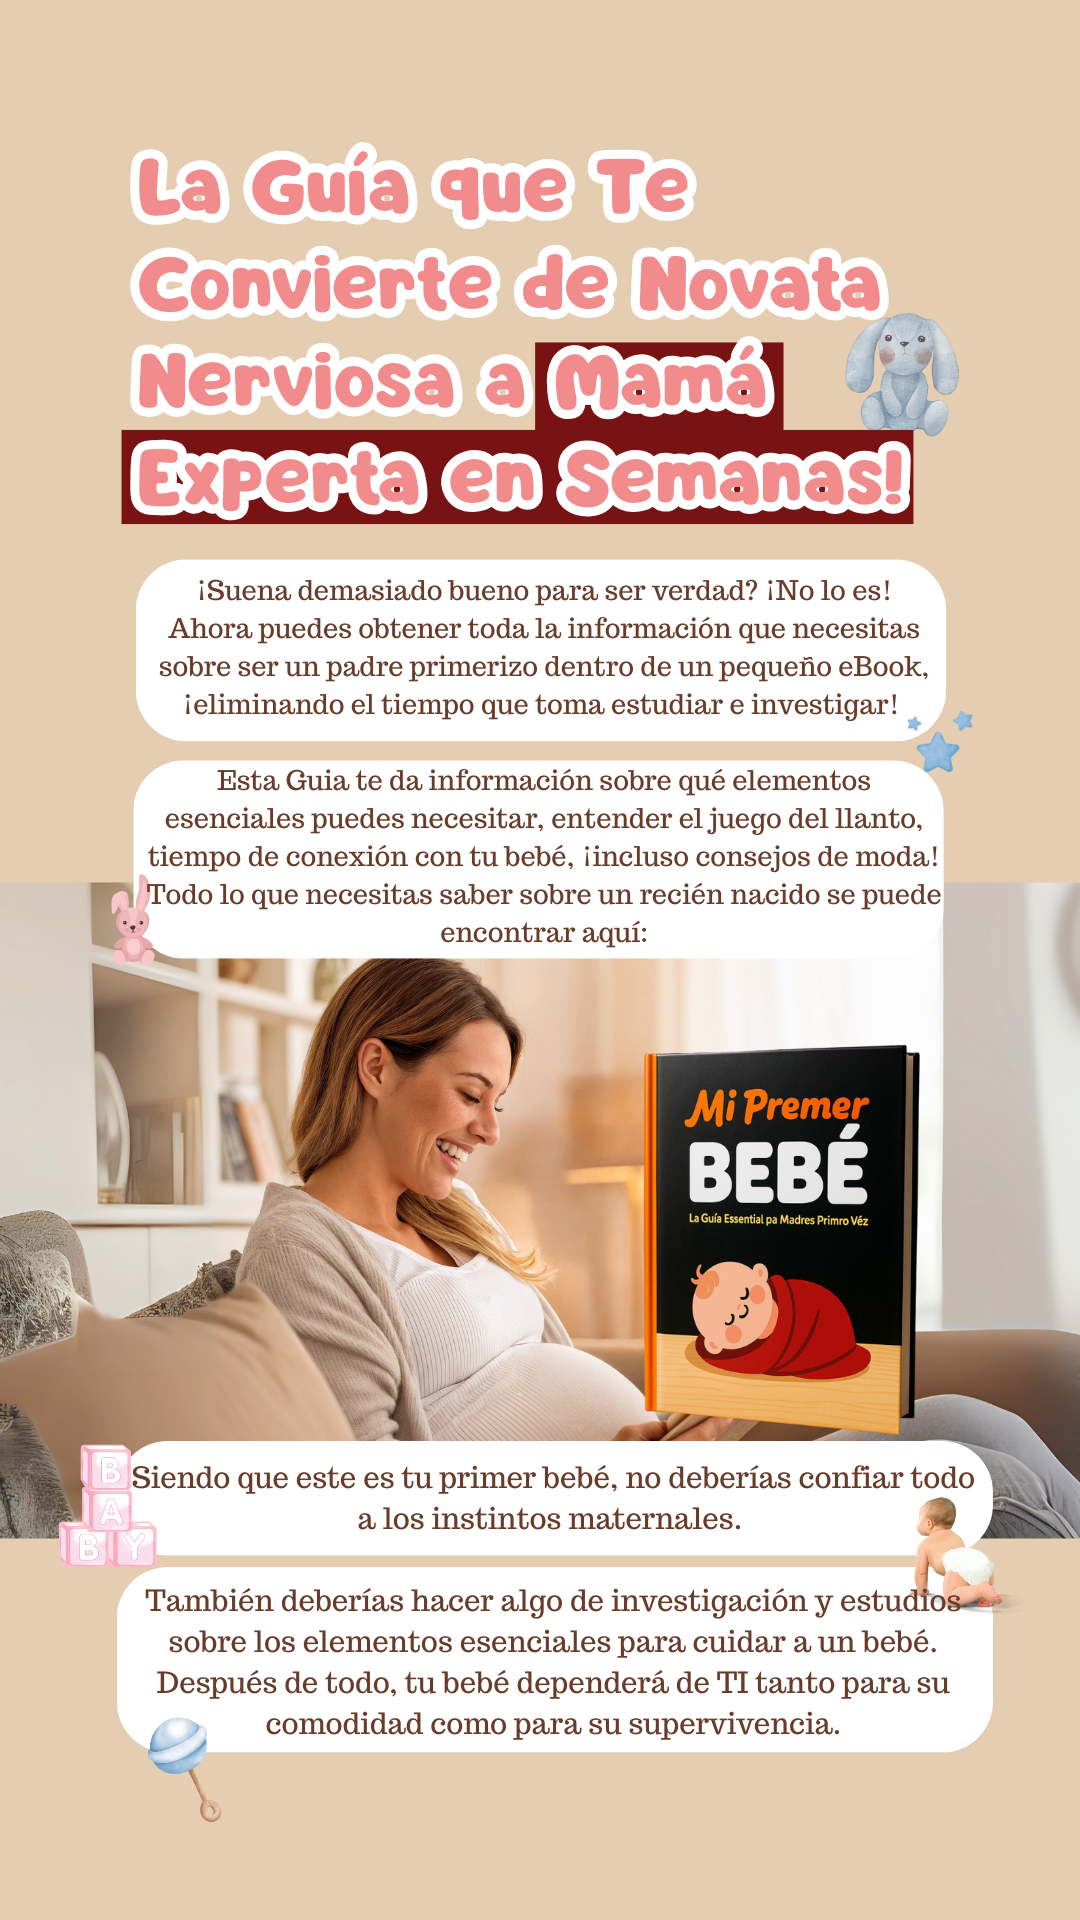 La Guía que Te
Convierte de Novata
Nerviosa a Mamá
Experta en Semanas!
¡Suena demasiado bueno para ser verdad? ¡No lo es!
Ahora puedes obtener toda la información que necesitas
sobre ser un padre primerizo dentro de un pequeño eBook,
¡eliminando el tiempo que toma estudiar e investigar!
Esta Guia te da información sobre qué elementos
esenciales puedes necesitar, entender el juego del llanto,
tiempo de conexión con tu bebé, ¡incluso consejos de moda!
Todo lo que necesitas saber sobre un recién nacido se puede
encontrar aquí:
Mi Premer
BEBÉ
La Guía Essential pa Madres Primro Véz
B
A
B Y
Siendo que este es tu primer bebé, no deberías confiar todo
a los instintos maternales.
También deberías hacer algo de investigación y estudios
sobre los elementos esenciales para cuidar a un bebé.
Después de todo, tu bebé dependerá de TI tanto para su
comodidad como para su supervivencia.